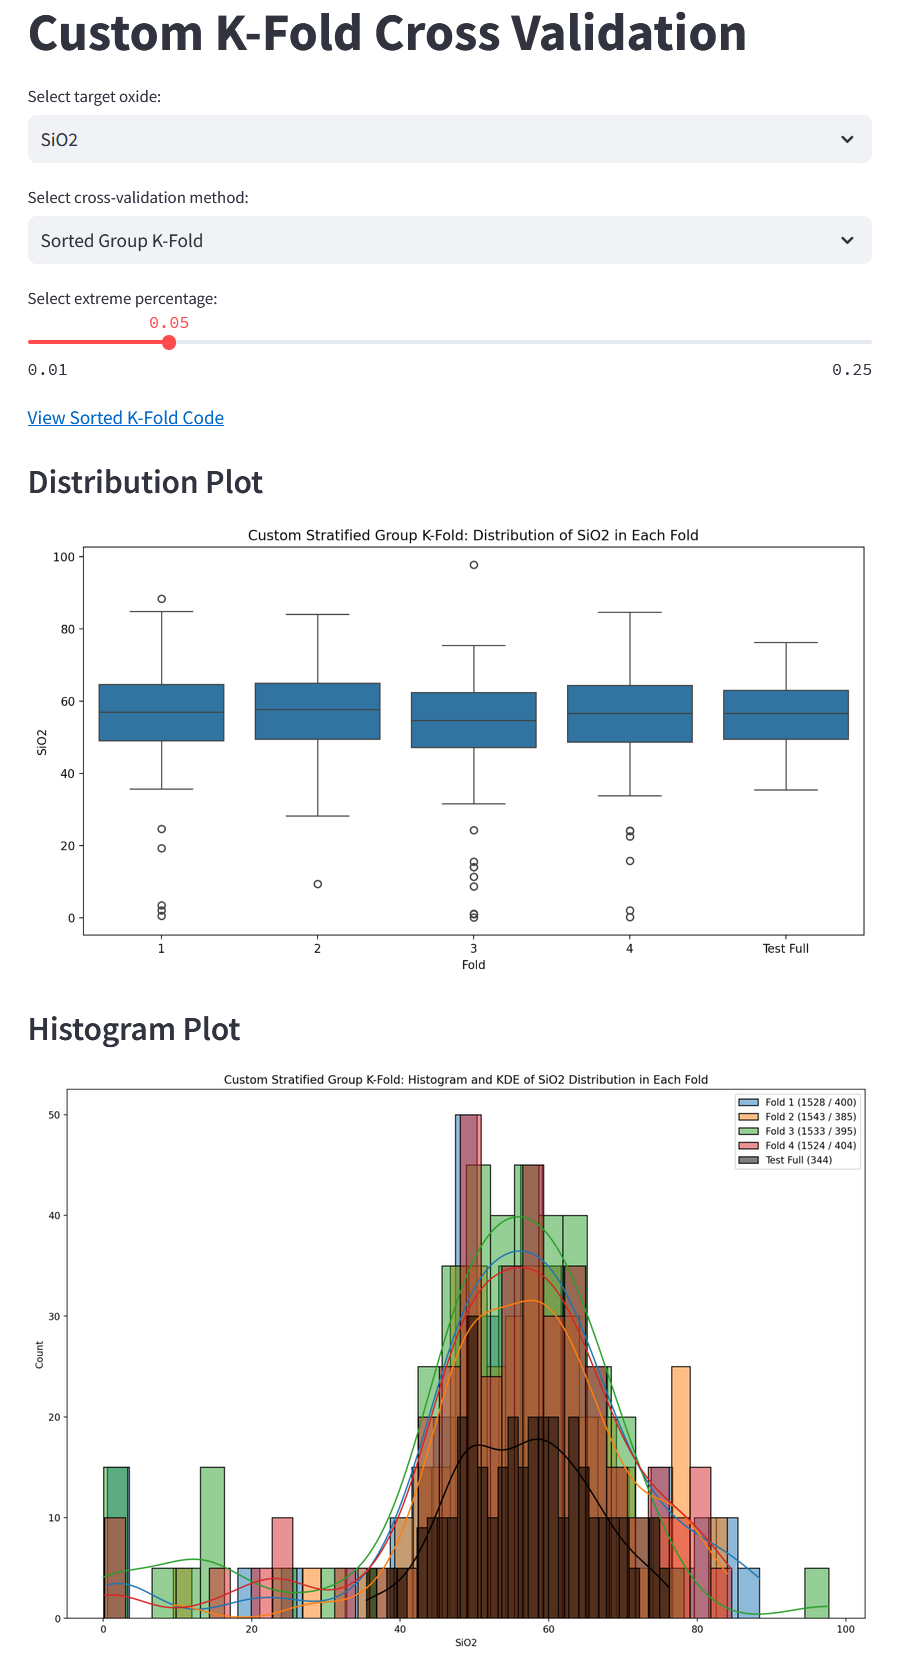 Custom K-Fold Cross Validation
Select target oxide:
SiO2
Select cross-validation method:
Sorted Group K-Fold
Select extreme percentage:
0.05
0.01 0.25
View Sorted K-Fold Code
Distribution Plot
Custom Stratified Group K-Fold: Distribution of SiO2 in Each Fold
100
80
60
40
20
0
SiO2
1 2 3 4 Test Full
Fold
Histogram Plot
Custom Stratified Group K-Fold: Histogram and KDE of SiO2 Distribution in Each Fold
Fold 1 (1528 / 400)
Fold 2 (1543 / 385)
Fold 3 (1533 / 395)
Fold 4 (1524 / 404)
Test Full (344)
50
40
30
20
10
0
Count
0 20 40 60 80 100
SiO2